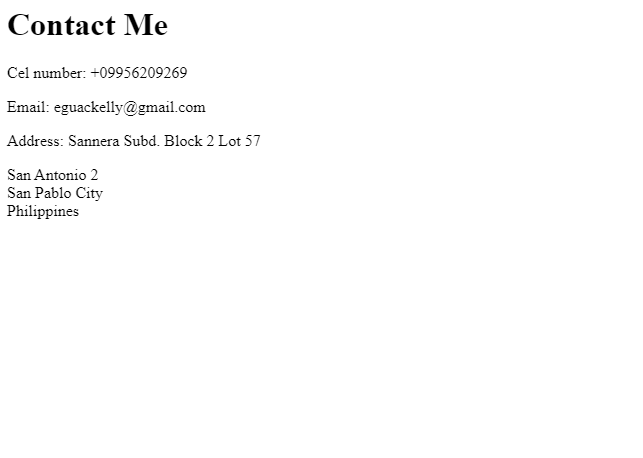 Contact Me
Cel number: +09956209269
Email: eguackelly@gmail.com
Address: Sannera Subd. Block 2 Lot 57
San Antonio 2
San Pablo City
Philippines